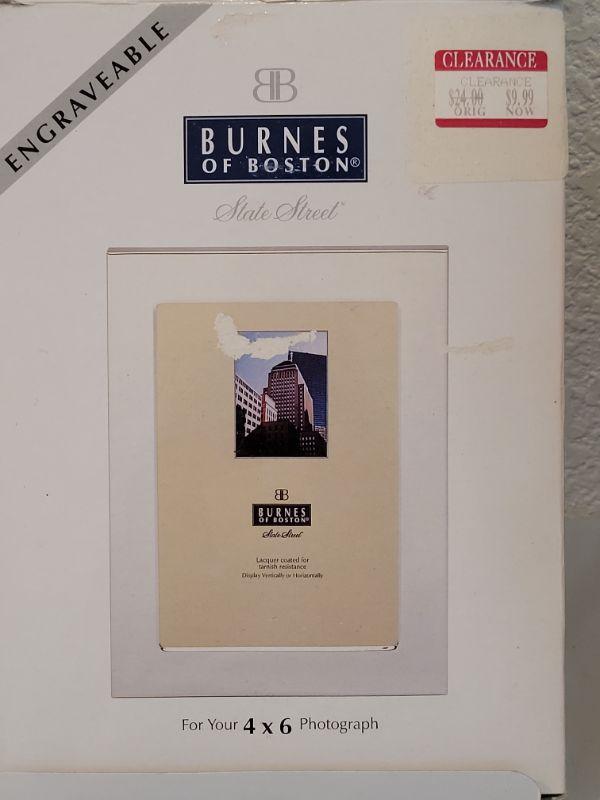 ENGRAVEABLE
BB
BURNES
OF BOSTON®
State Street™
CLEARANCE
CLEARANCE
$24.00 $9.99
ORIG NOW
BB
BURNES
OF BOSTON®
State Street
Lacquer coated for
tarnish resistance
Display Vertically or Horizontally
For Your 4 x 6 Photograph